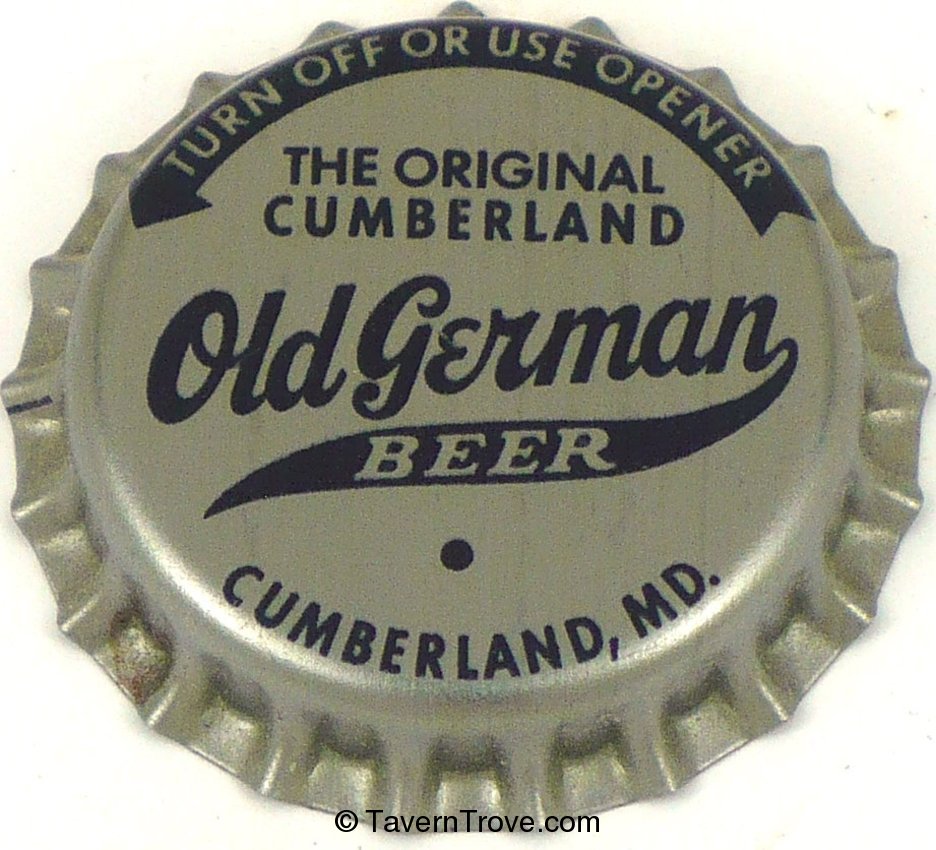 TURN OFF OR USE OPENER
THE ORIGINAL
CUMBERLAND
Old German
BEER
CUMBERLAND, MD.
© TavernTrove.com